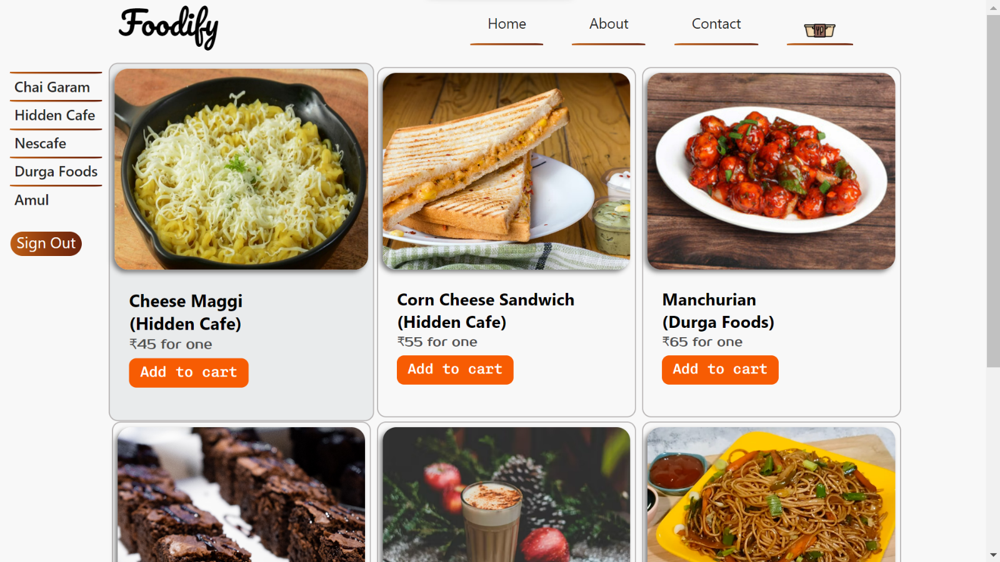 Foodify
Home
About
Contact
YP
Chai Garam
Hidden Cafe
Nescafe
Durga Foods
Amul
Sign Out
Cheese Maggi
(Hidden Cafe)
₹45 for one
Add to cart
Corn Cheese Sandwich
(Hidden Cafe)
₹55 for one
Add to cart
Manchurian
(Durga Foods)
₹65 for one
Add to cart